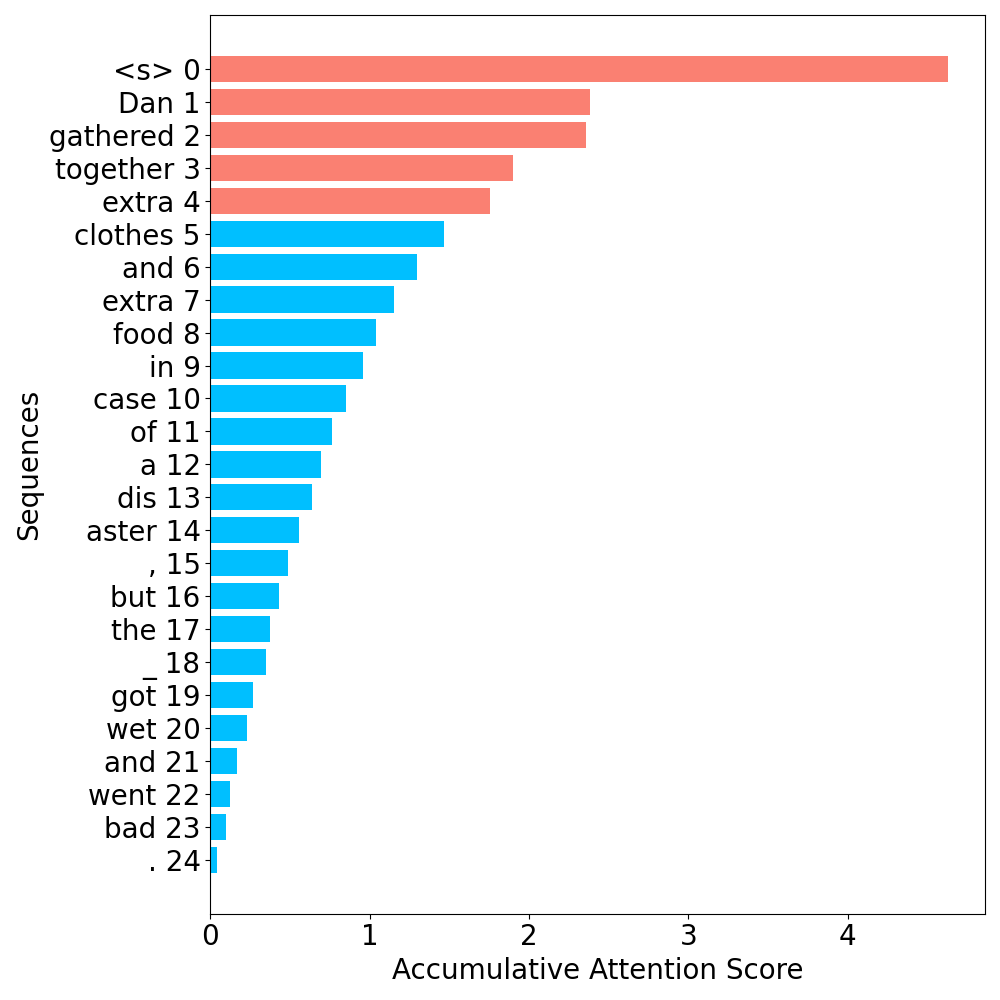 <s> 0
Dan 1
gathered 2
together 3
extra 4
clothes 5
and 6
extra 7
food 8
in 9
case 10
of 11
a 12
dis 13
aster 14
, 15
but 16
the 17
_ 18
got 19
wet 20
and 21
went 22
bad 23
. 24
Sequences
0 1 2 3 4
Accumulative Attention Score